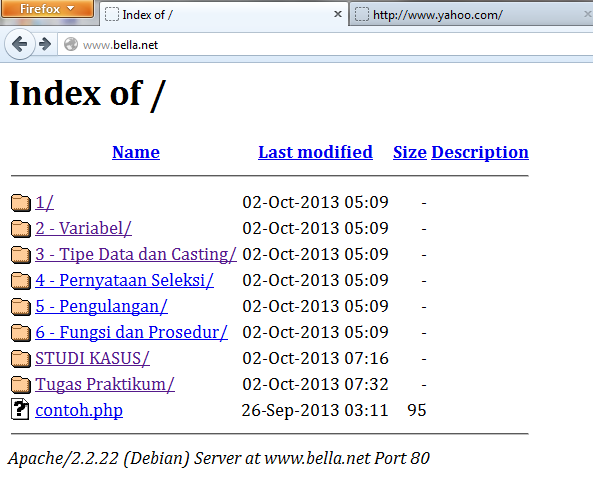 Firefox
Index of /
http://www.yahoo.com/
www.bella.net
Index of /
Name Last modified Size Description
1/ 02-Oct-2013 05:09 -
2 - Variabel/ 02-Oct-2013 05:09 -
3 - Tipe Data dan Casting/ 02-Oct-2013 05:09 -
4 - Pernyataan Seleksi/ 02-Oct-2013 05:09 -
5 - Pengulangan/ 02-Oct-2013 05:09 -
6 - Fungsi dan Prosedur/ 02-Oct-2013 05:09 -
STUDI KASUS/ 02-Oct-2013 07:16 -
Tugas Praktikum/ 02-Oct-2013 07:32 -
contoh.php 26-Sep-2013 03:11 95
Apache/2.2.22 (Debian) Server at www.bella.net Port 80